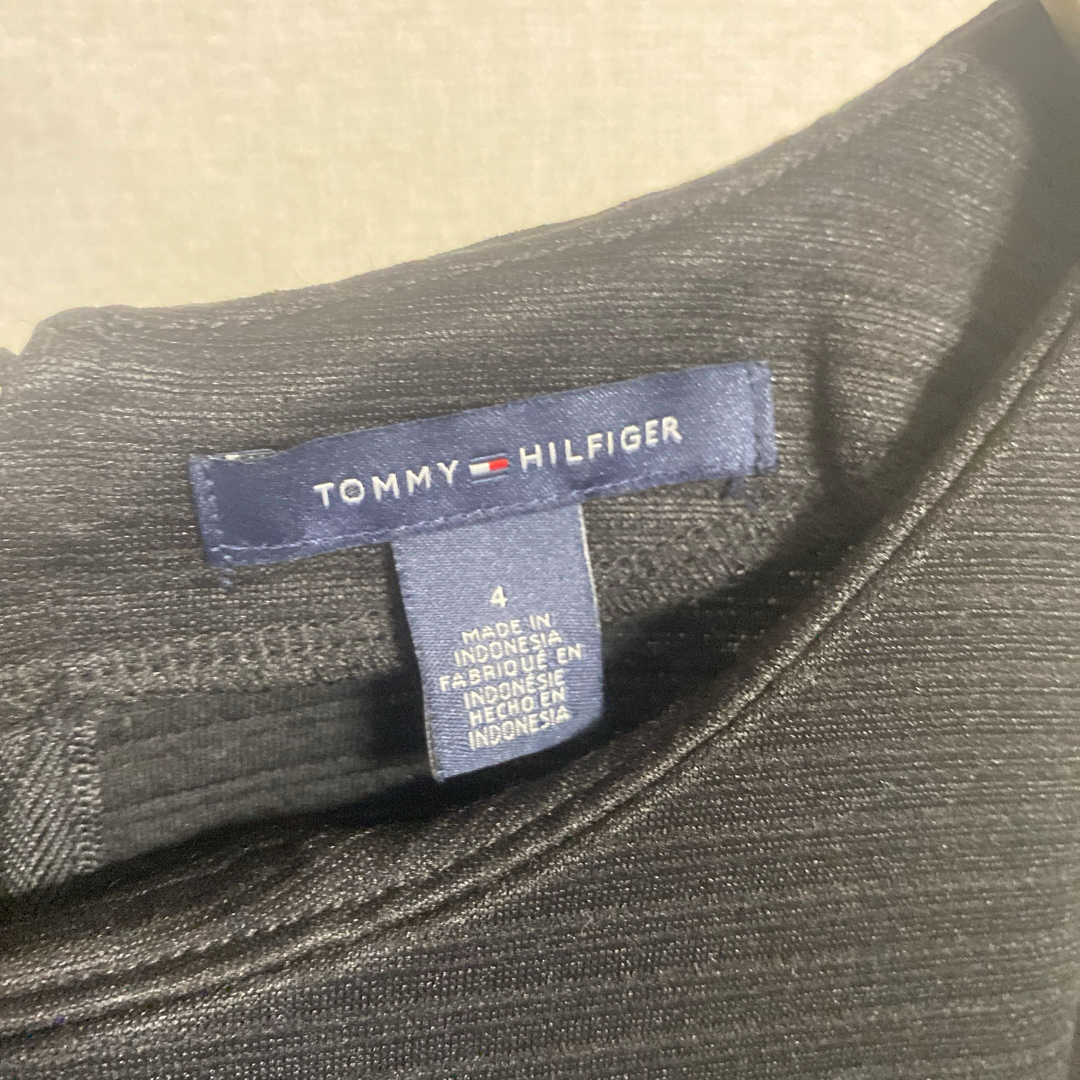 TOMMY HILFIGER
4
MADE IN
INDONESIA
FABRIQUÉ EN
INDONÉSIE
HECHO EN
INDONESIA